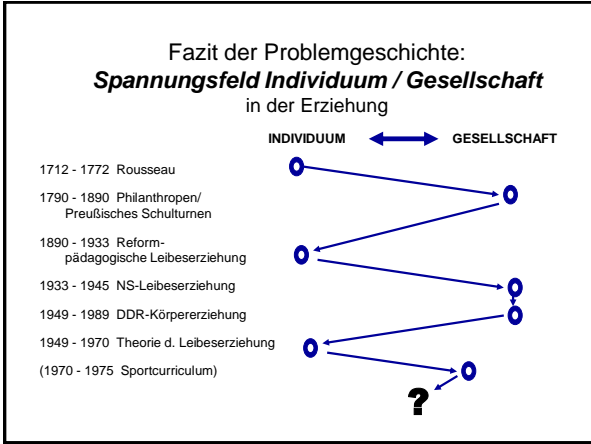 Fazit der Problemgeschichte:
Spannungsfeld Individuum / Gesellschaft
in der Erziehung
INDIVIDUUM GESELLSCHAFT
1712 - 1772 Rousseau
1790 - 1890 Philanthropen/
Preußisches Schulturnen
1890 - 1933 Reform-
pädagogische Leibeserziehung
1933 - 1945 NS-Leibeserziehung
1949 - 1989 DDR-Körpererziehung
1949 - 1970 Theorie d. Leibeserziehung
(1970 - 1975 Sportcurriculum)
?